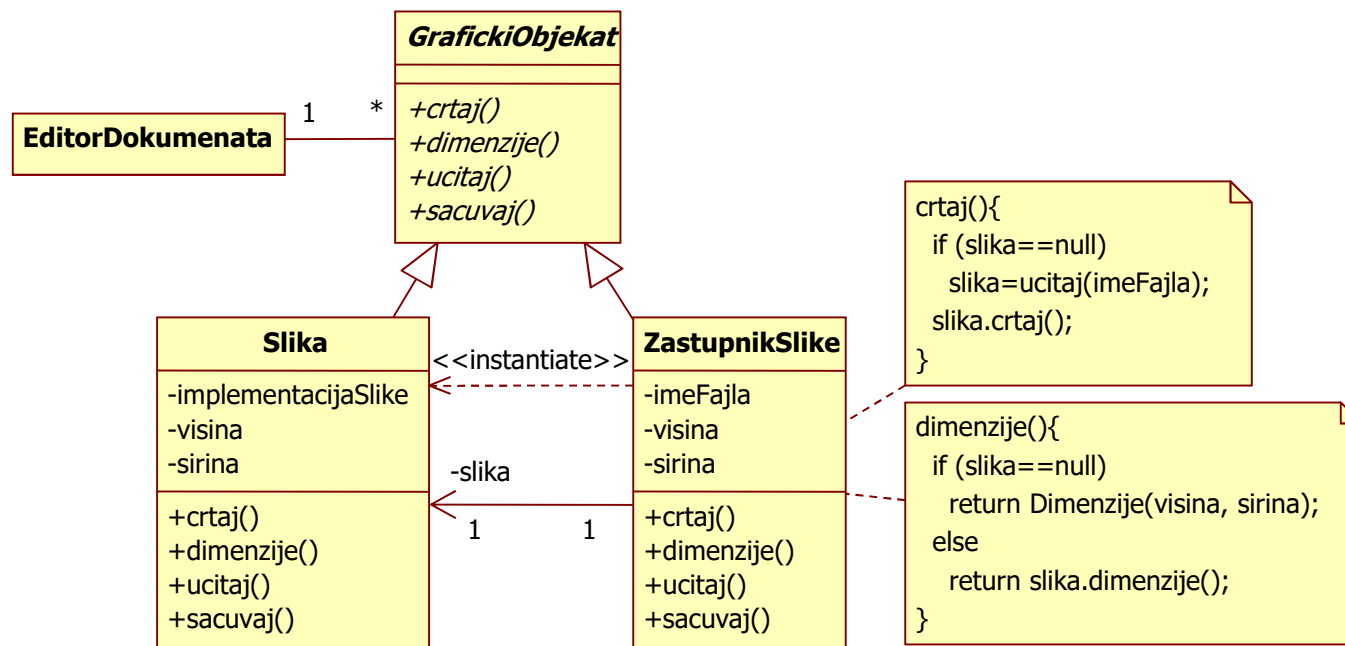 GrafickiObjekat
+crtaj()
+dimenzije()
+ucitaj()
+sacuvaj()
EditorDokumenata
1
*
Slika
-implementacijaSlike
-visina
-sirina
+crtaj()
+dimenzije()
+ucitaj()
+sacuvaj()
<<instantiate>>
-slika
1
1
ZastupnikSlike
-imeFajla
-visina
-sirina
+crtaj()
+dimenzije()
+ucitaj()
+sacuvaj()
crtaj(){
if (slika==null)
slika=ucitaj(imeFajla);
slika.crtaj();
}
dimenzije(){
if (slika==null)
return Dimenzije(visina, sirina);
else
return slika.dimenzije();
}